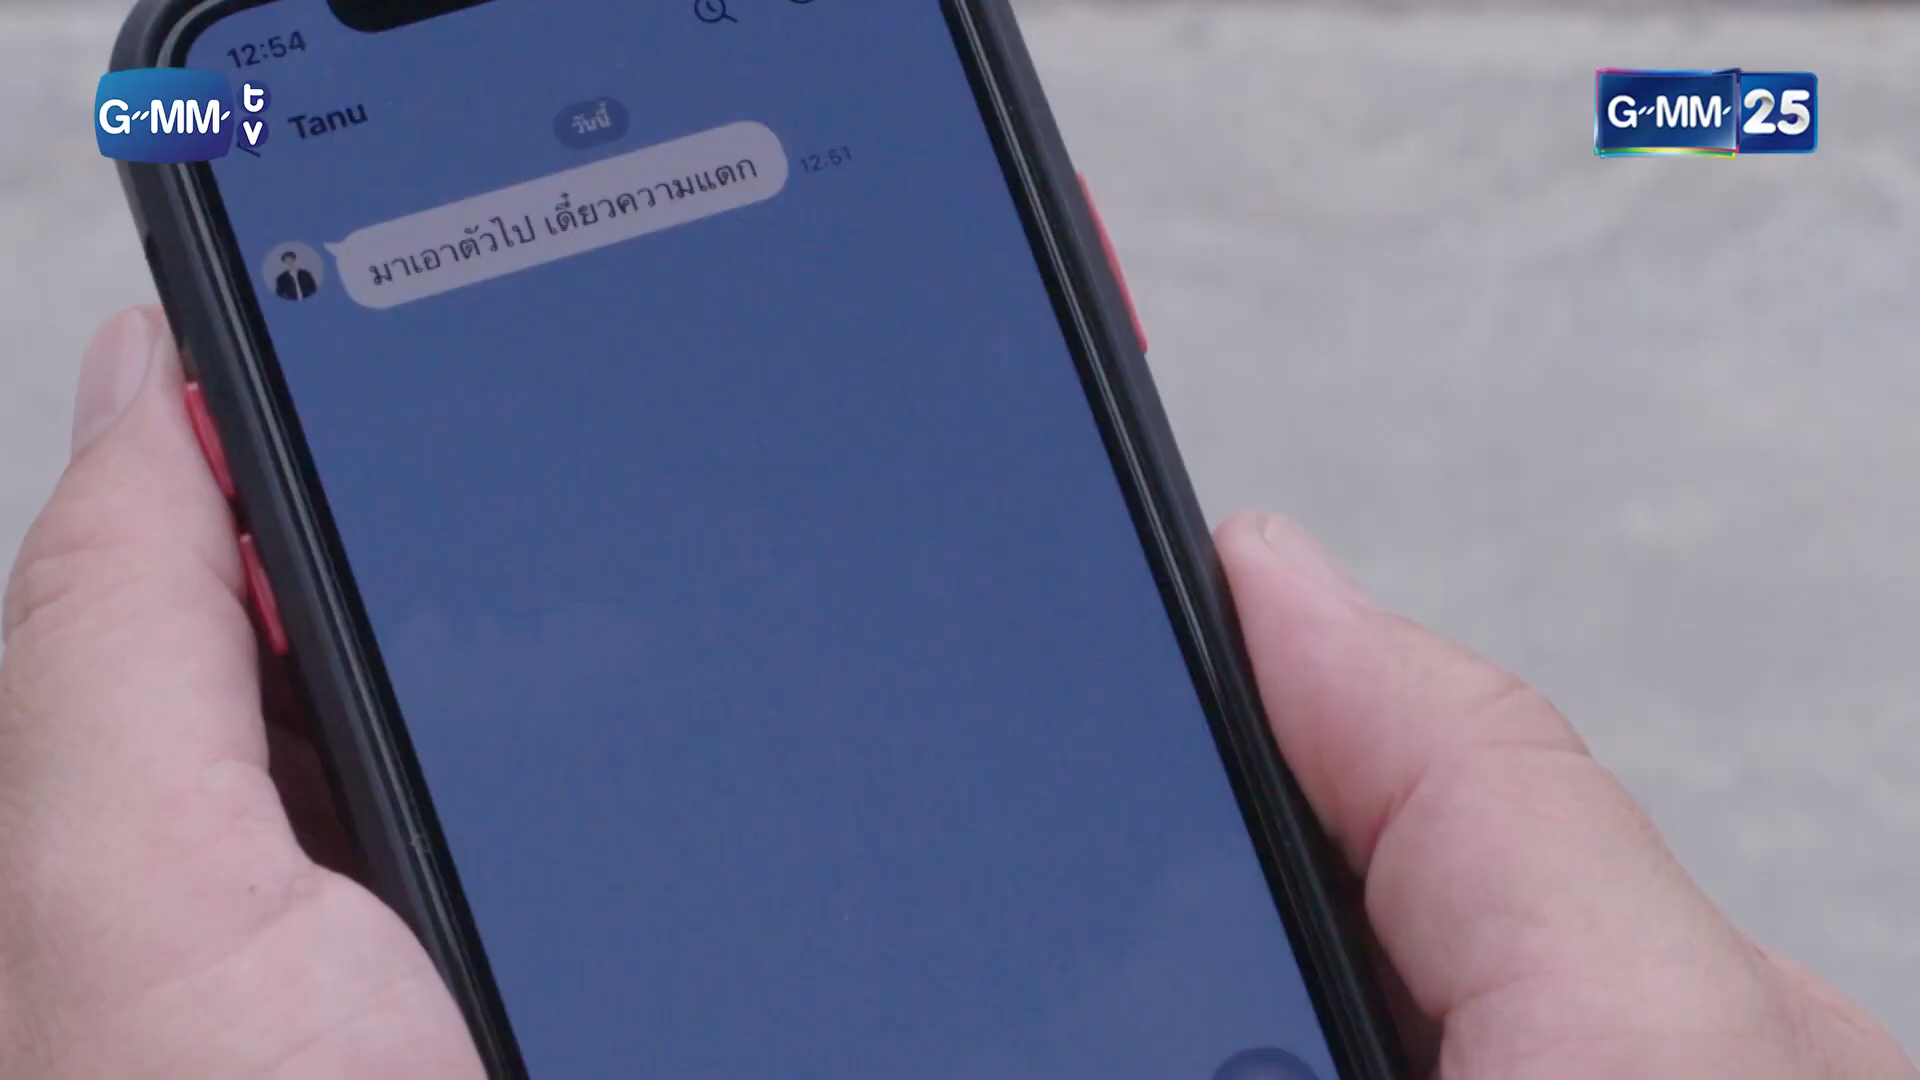 12:54
GMM tv
GMM 25
Tanu
วันนี้
มาเอาตัวไป เดี๋ยวความแตก
12:51